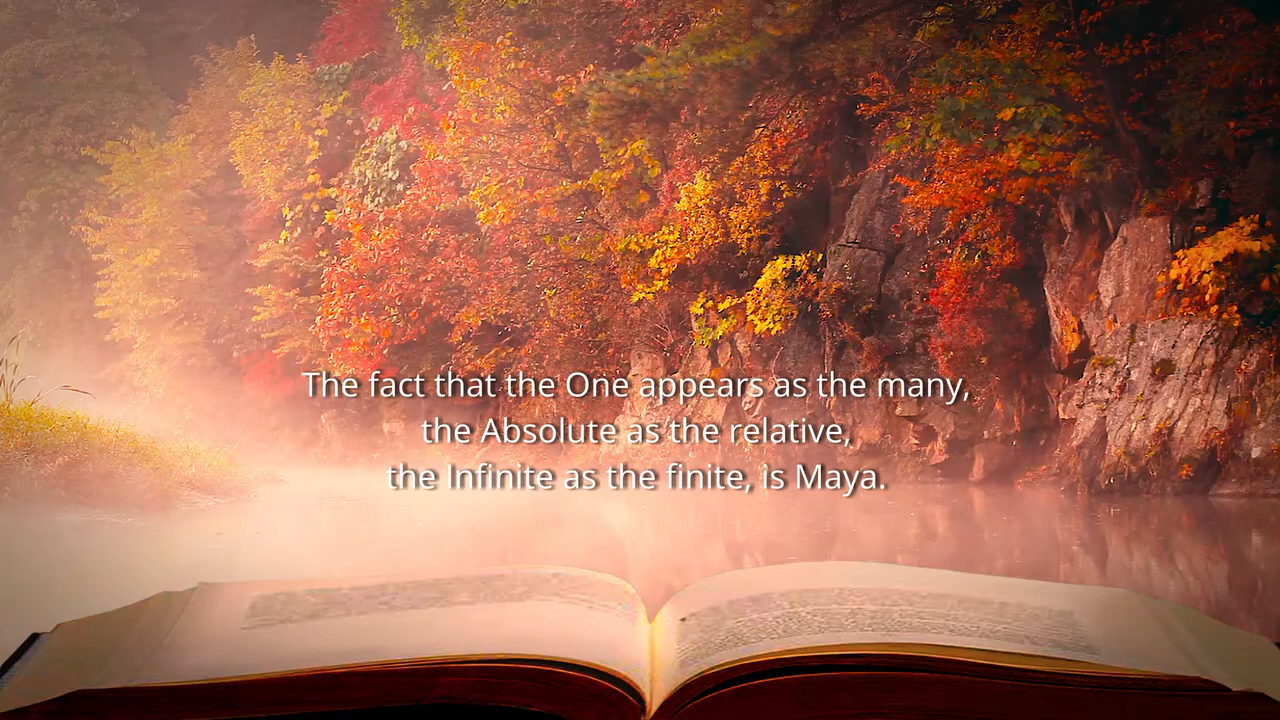 The fact that the One appears as the many,
the Absolute as the relative,
the Infinite as the finite, is Maya.